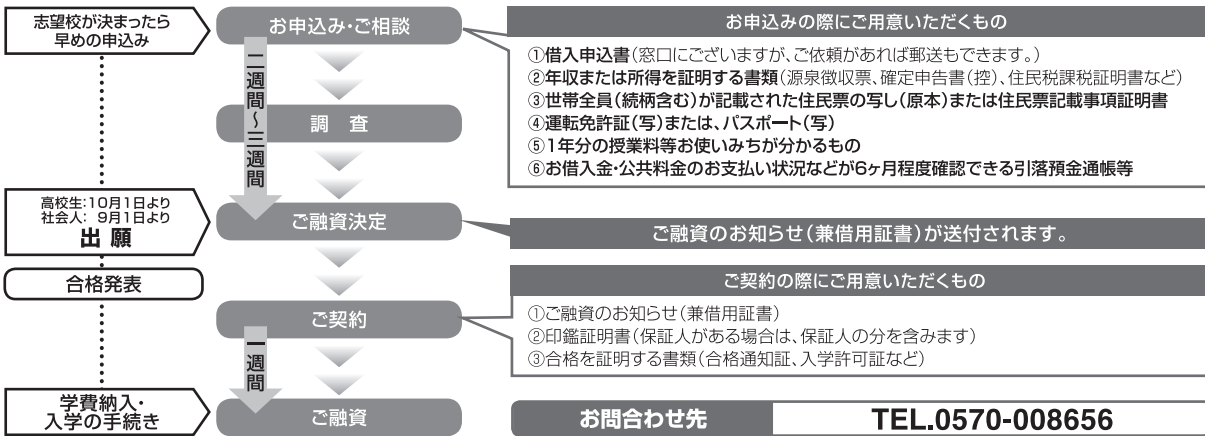 志望校が決まったら
早めの申込み
高校生：10月1日より
社会人： 9月1日より
出 願
合格発表
学費納入・
入学の手続き
お申込み・ご相談
二週間～三週間
調 査
ご融資決定
ご契約
一週間
ご融資
お申込みの際にご用意いただくもの
①借入申込書（窓口にございますが、ご依頼があれば郵送もできます。）
②年収または所得を証明する書類（源泉徴収票、確定申告書（控）、住民税課税証明書など）
③世帯全員（続柄含む）が記載された住民票の写し（原本）または住民票記載事項証明書
④運転免許証（写）または、パスポート（写）
⑤1年分の授業料等お使いみちが分かるもの
⑥お借入金・公共料金のお支払い状況などが6ヶ月程度確認できる引落預金通帳等
ご融資のお知らせ（兼借用証書）が送付されます。
ご契約の際にご用意いただくもの
①ご融資のお知らせ（兼借用証書）
②印鑑証明書（保証人がある場合は、保証人の分を含みます）
③合格を証明する書類（合格通知証、入学許可証など）
お問合わせ先 TEL.0570-008656